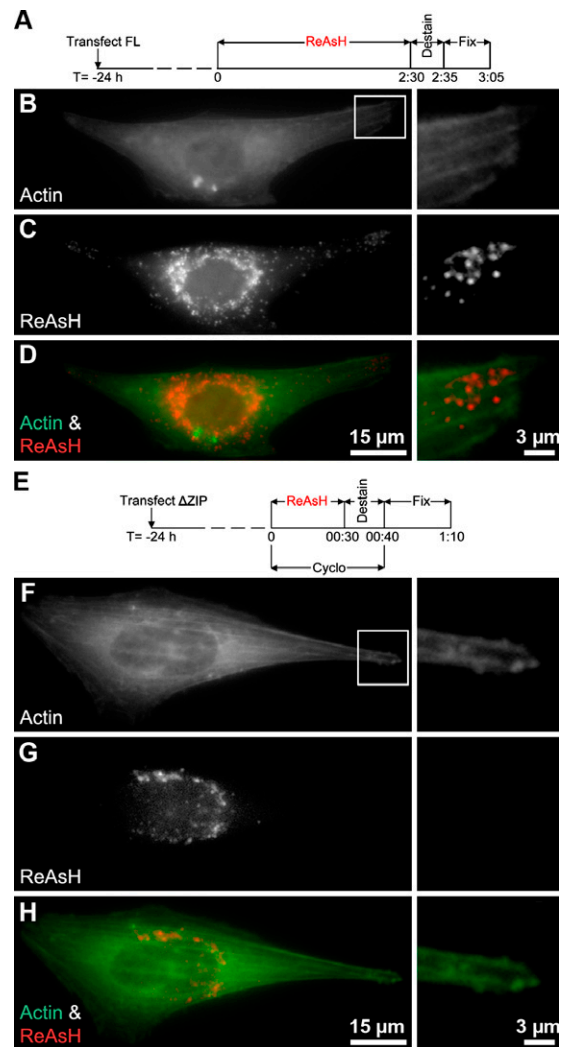 A
Transfect FL
ReAsH
Destain
Fix
T= -24 h
0
2:30
2:35
3:05
B
Actin
C
ReAsH
D
Actin &
ReAsH
15 µm
3 µm
E
Transfect ΔZIP
ReAsH
Destain
Fix
T= -24 h
0
00:30
00:40
1:10
Cyclo
F
Actin
G
ReAsH
H
Actin &
ReAsH
15 µm
3 µm